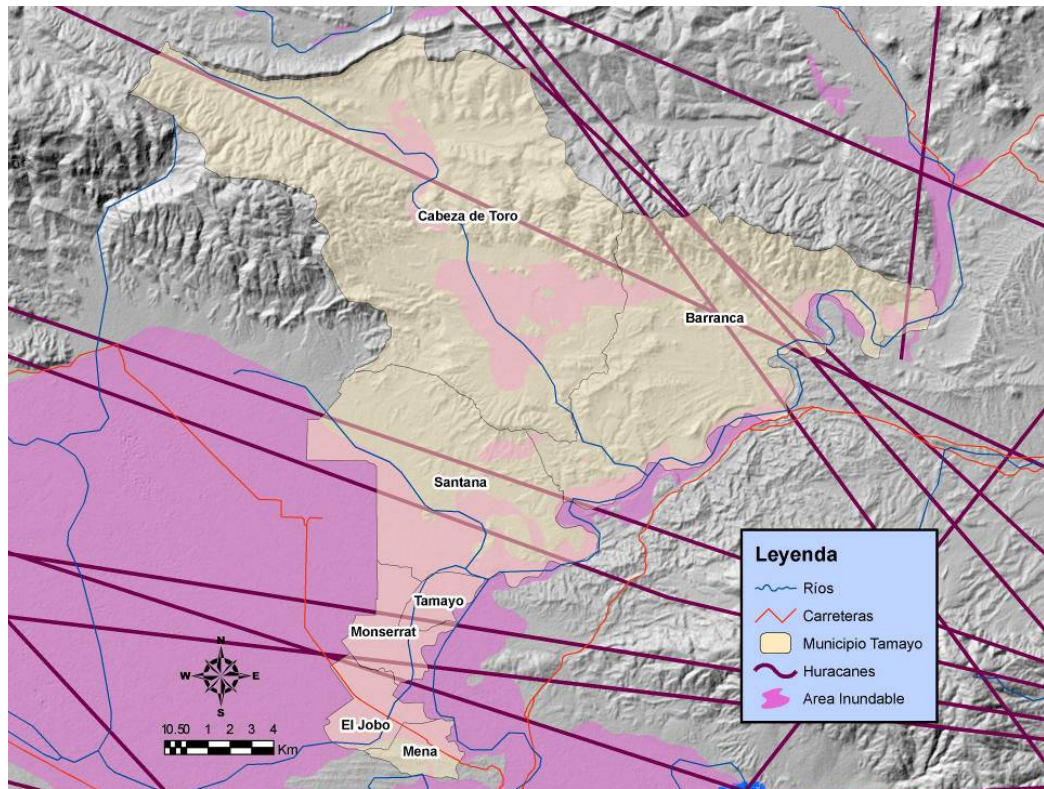 Cabeza de Toro
Barranca
Santana
Tamayo
Monserrat
El Jobo
Mena
N
W E
S
10.50 1 2 3 4
Km
Leyenda
Ríos
Carreteras
Municipio Tamayo
Huracanes
Area Inundable